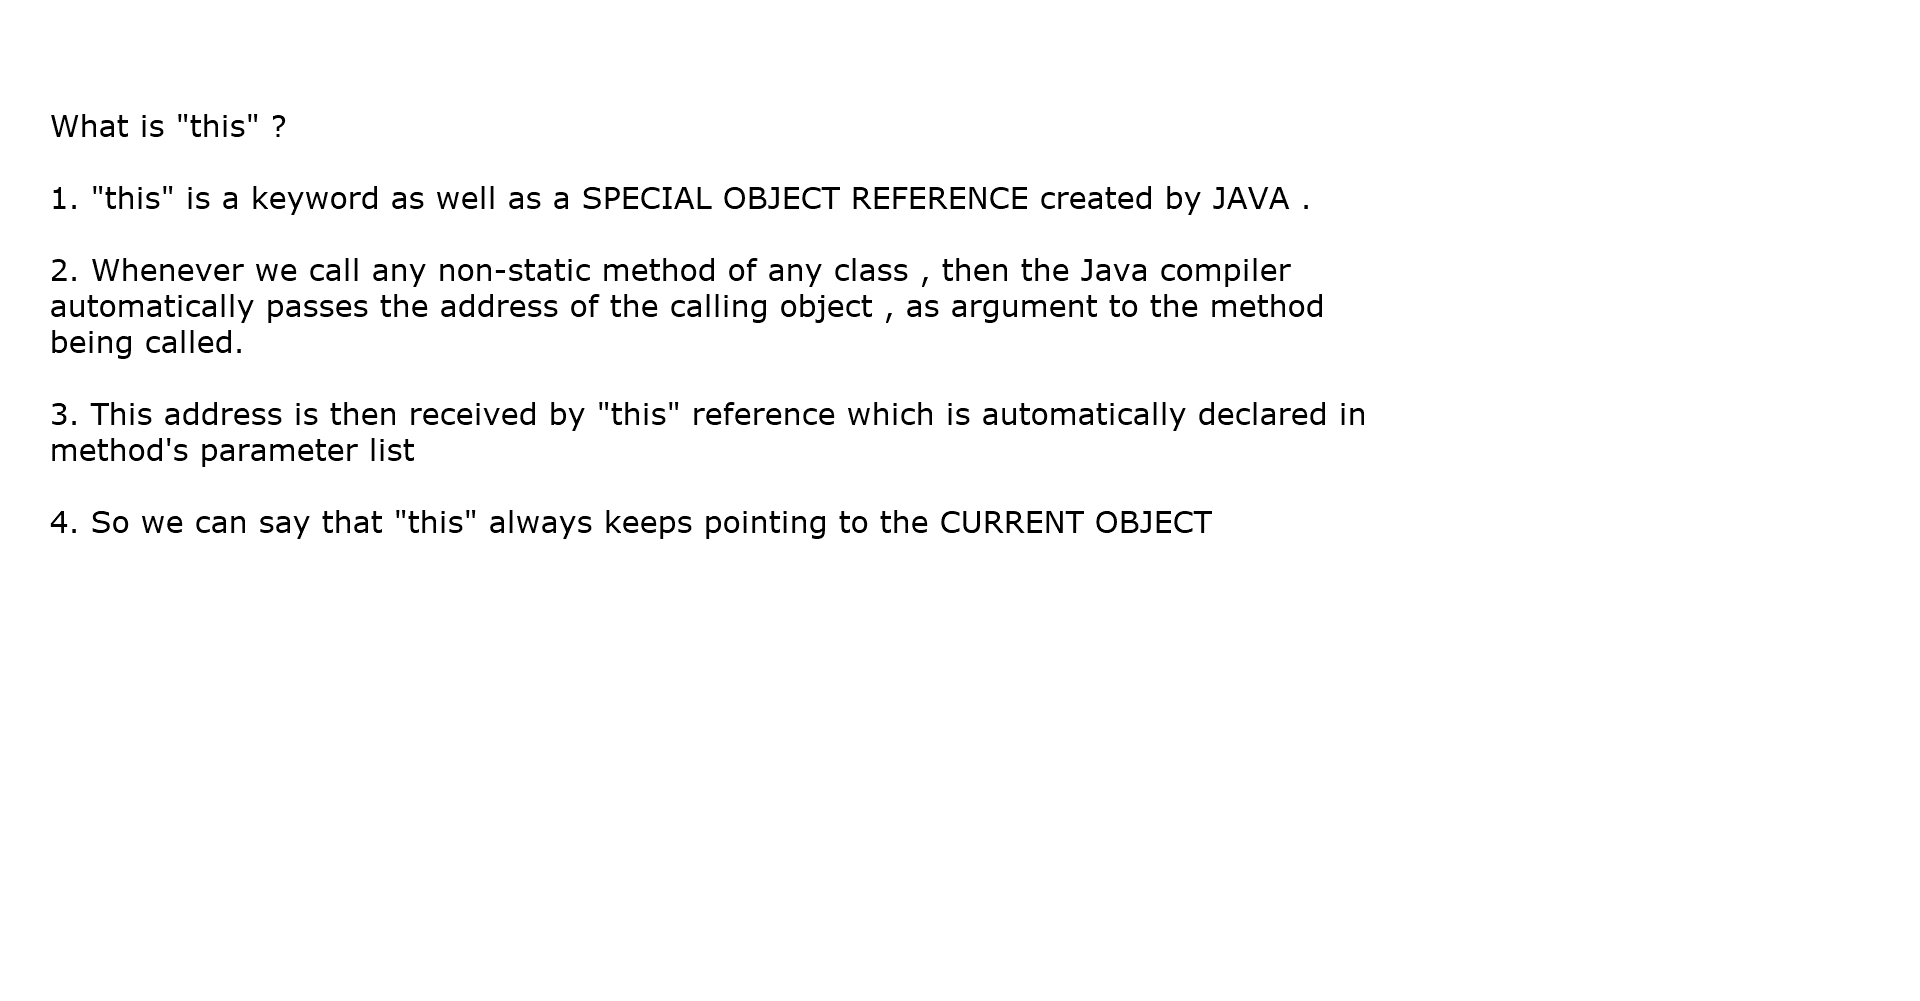 What is "this" ?
1. "this" is a keyword as well as a SPECIAL OBJECT REFERENCE created by JAVA .
2. Whenever we call any non-static method of any class , then the Java compiler
automatically passes the address of the calling object , as argument to the method
being called.
3. This address is then received by "this" reference which is automatically declared in
method's parameter list
4. So we can say that "this" always keeps pointing to the CURRENT OBJECT